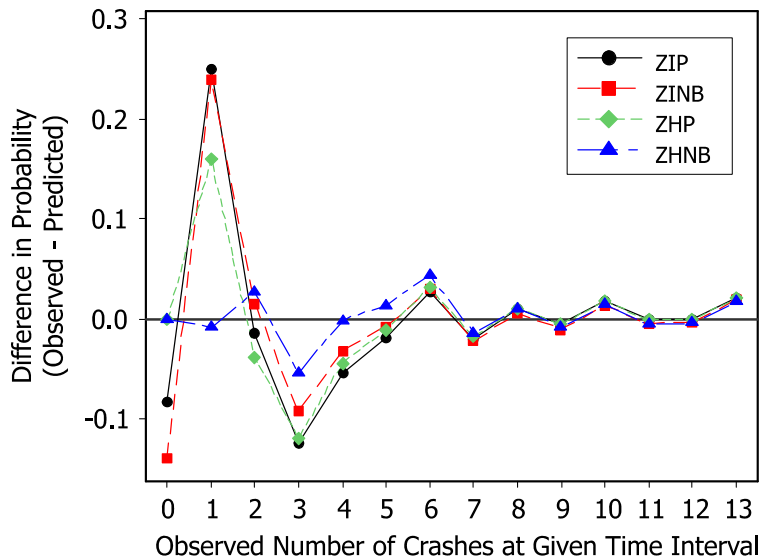 Difference in Probability
(Observed - Predicted)
0.3
0.2
0.1
0.0
-0.1
ZIP
ZINB
ZHP
ZHNB
0 1 2 3 4 5 6 7 8 9 10 11 12 13
Observed Number of Crashes at Given Time Interval